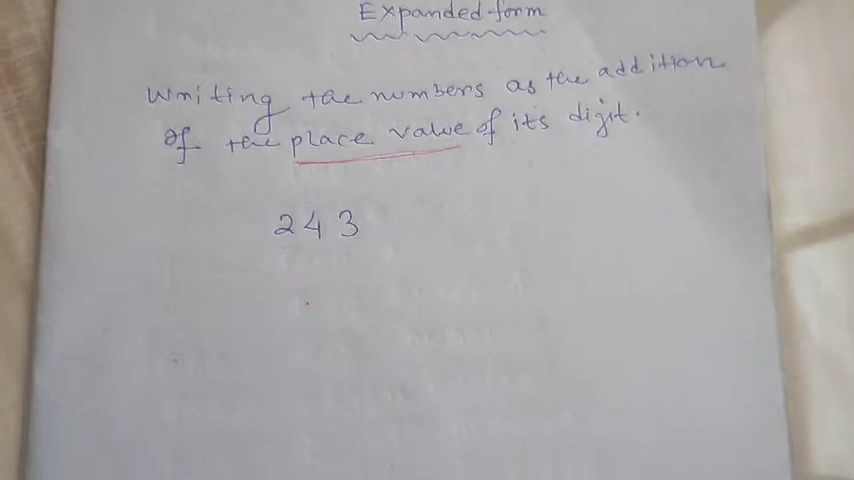 Expanded form
Writing the numbers as the addition
of the place value of its digit.
243